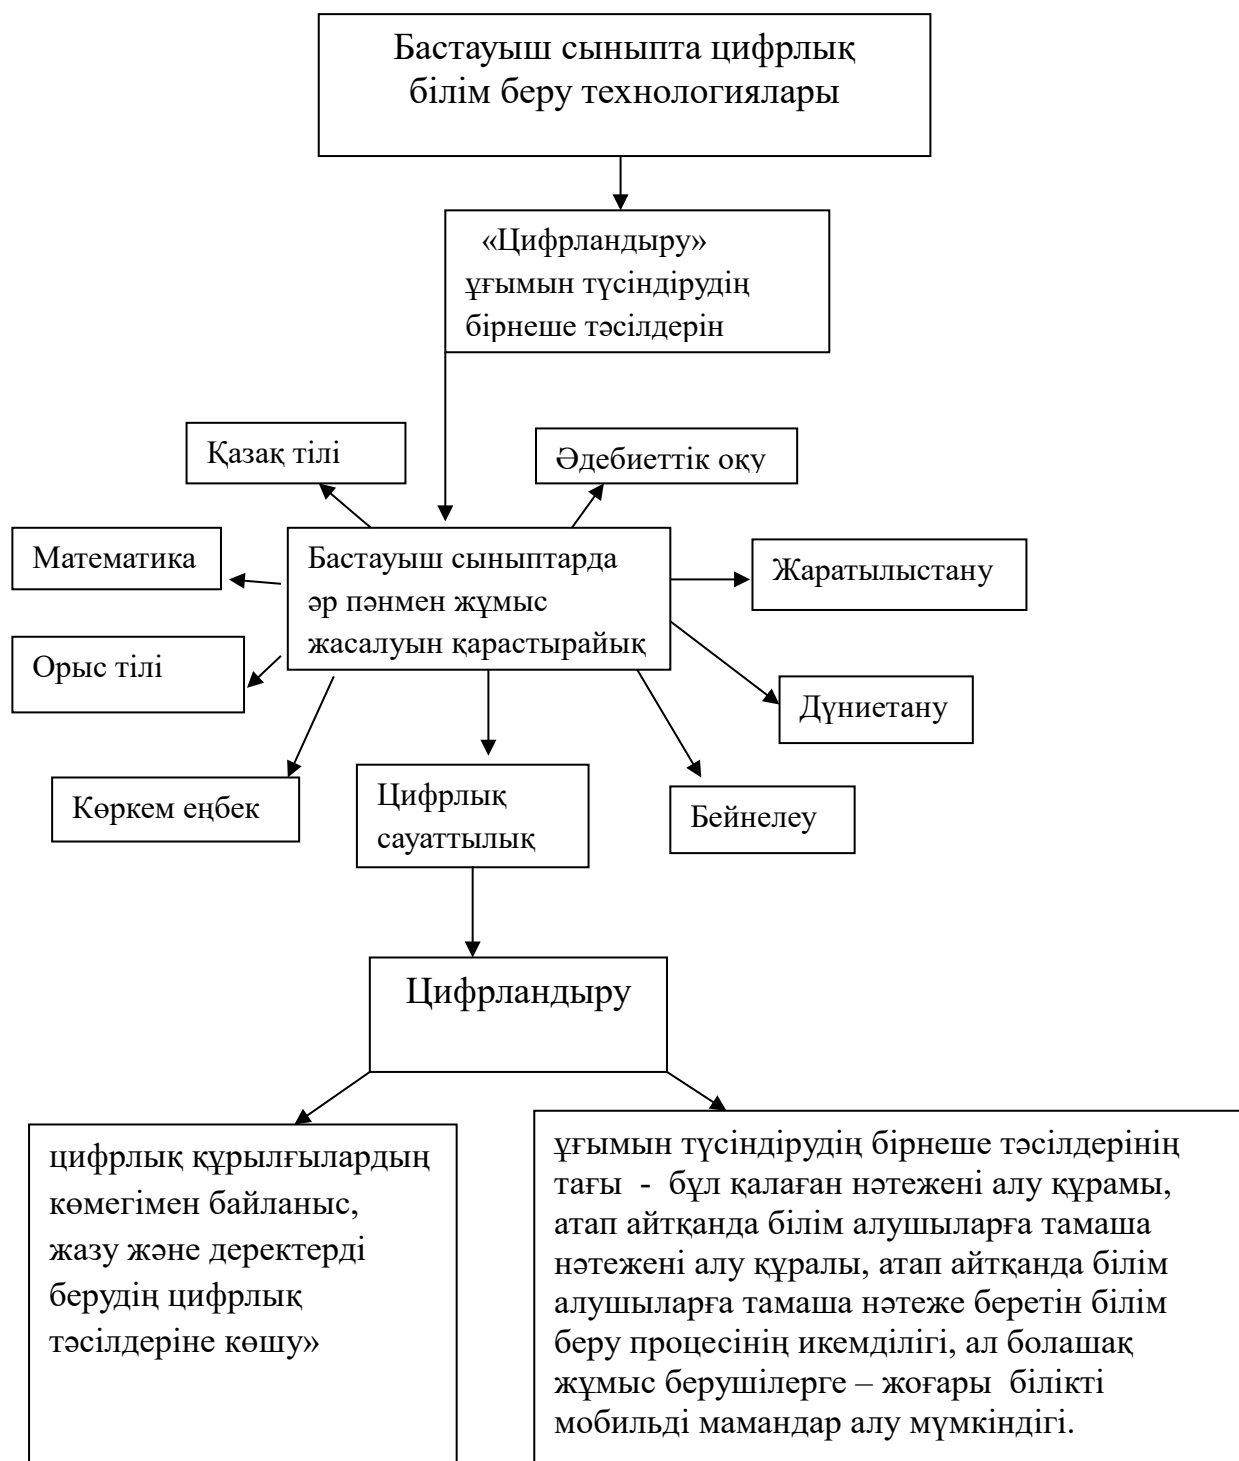 Бастауыш сыныпта цифрлық
білім беру технологиялары
«Цифрландыру»
ұғымын түсіндірудің
бірнеше тәсілдерін
Қазақ тілі
Әдебиеттік оқу
Математика
Бастауыш сыныптарда
әр пәнмен жұмыс
жасалуын қарастырайық
Жаратылыстану
Орыс тілі
Дүниетану
Көркем еңбек
Цифрлық
сауаттылық
Бейнелеу
Цифрландыру
цифрлық құрылғылардың
көмегімен байланыс,
жазу және деректерді
берудің цифрлық
тәсілдеріне көшу»
ұғымын түсіндірудің бірнеше тәсілдерінің
тағы - бұл қалаған нәтежені алу құрамы,
атап айтқанда білім алушыларға тамаша
нәтежені алу құралы, атап айтқанда білім
алушыларға тамаша нәтеже беретін білім
беру процесінің икемділігі, ал болашақ
жұмыс берушілерге – жоғары білікті
мобильді мамандар алу мүмкіндігі.